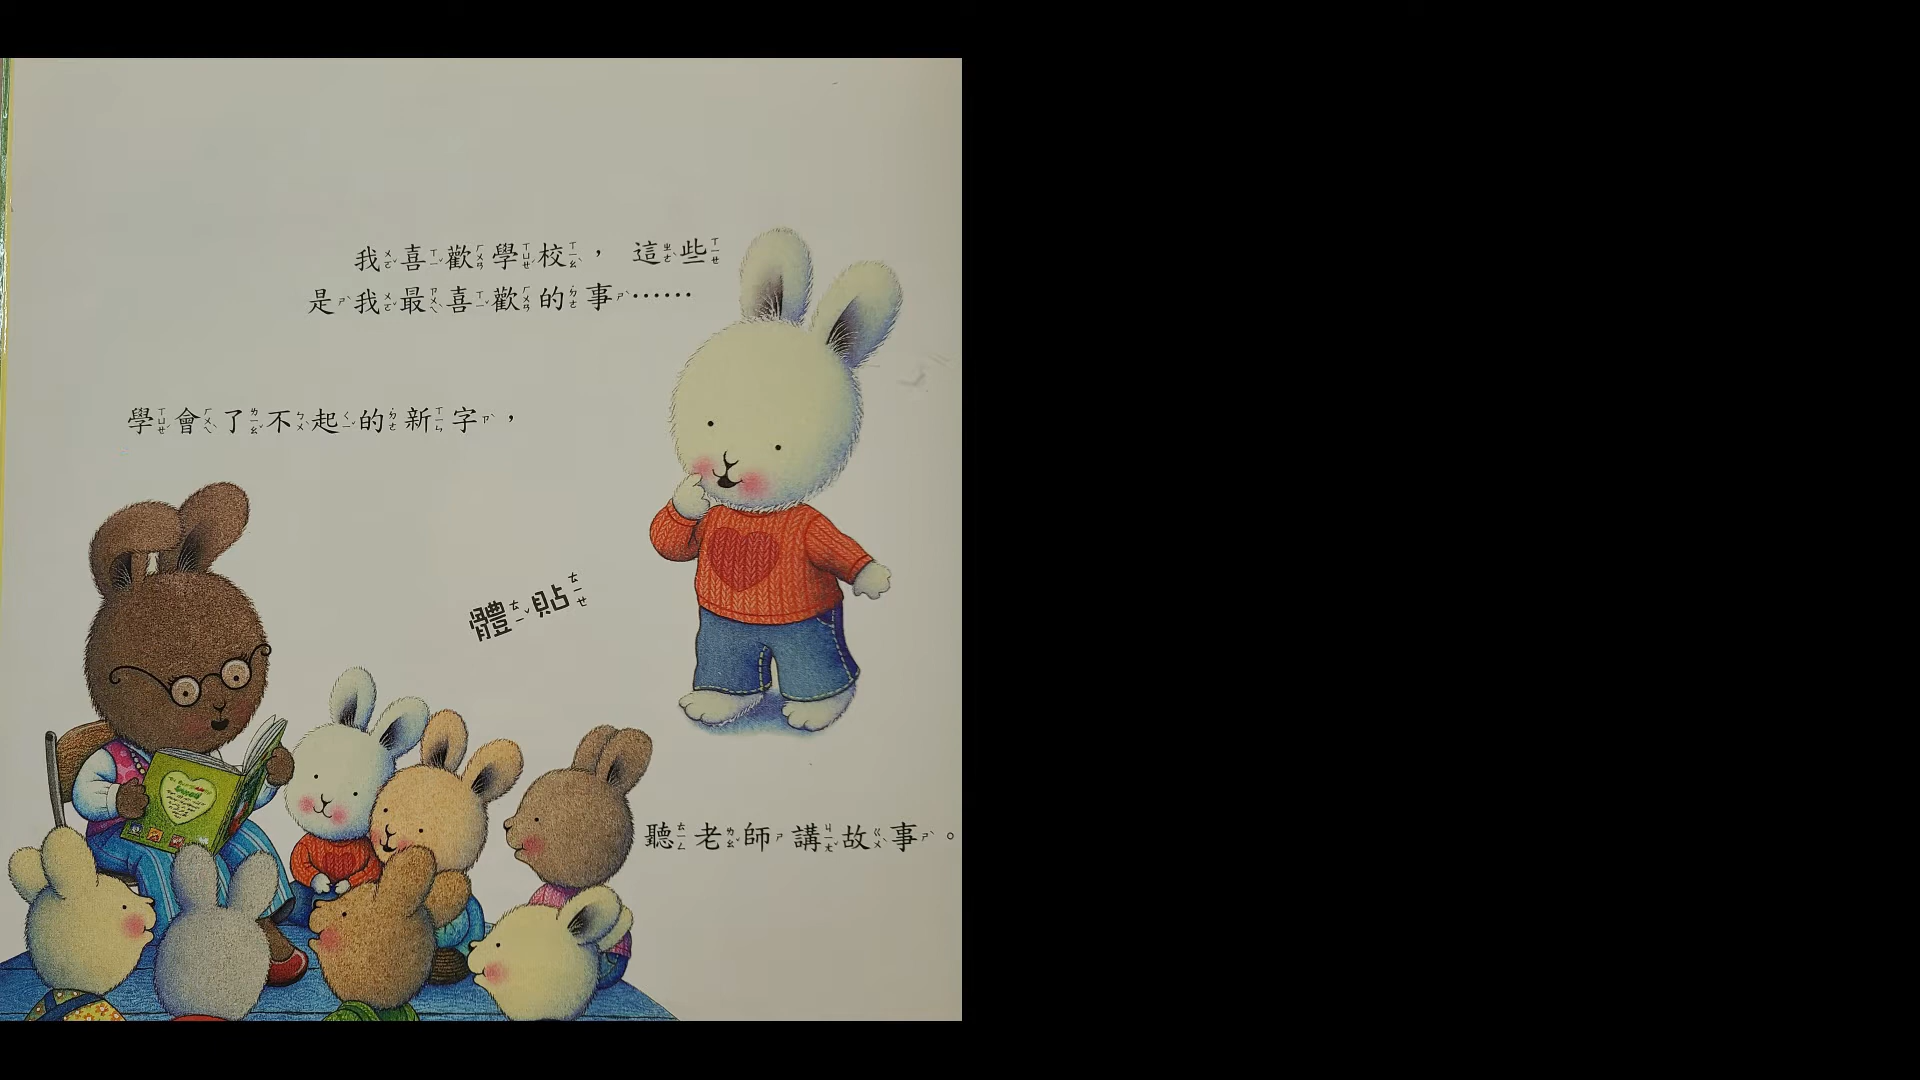 我喜歡學校，這些
是我最喜歡的事……
學會了不起的新字，
體貼
聽老師講故事。